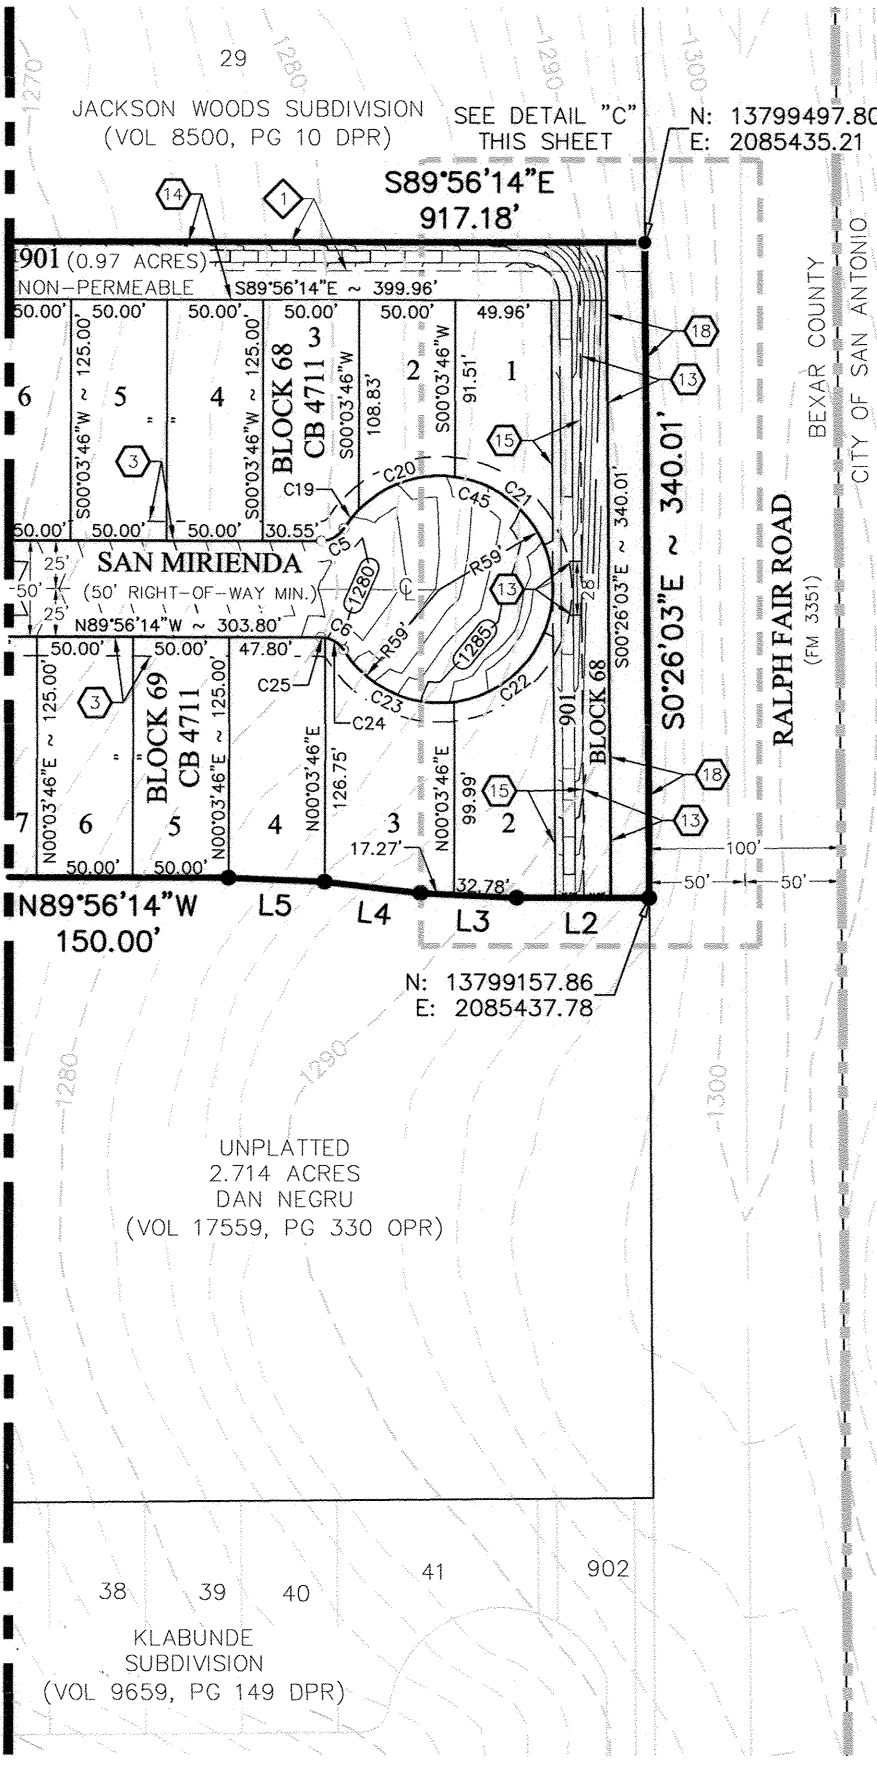 1270
29
1280
1290
1300
JACKSON WOODS SUBDIVISION
(VOL 8500, PG 10 DPR)
SEE DETAIL "C"
THIS SHEET
N: 13799497.80
E: 2085435.21
14
1
S89°56'14"E
917.18'
901 (0.97 ACRES)
NON-PERMEABLE
S89°56'14"E ~ 399.96'
50.00'
50.00'
50.00'
50.00'
50.00'
49.96'
6
5
4
3
2
1
S00°03'46"W ~ 125.00'
"
"
S00°03'46"W ~ 125.00'
BLOCK 68
CB 4711
S00°03'46"W
108.83'
S00°03'46"W
91.51'
18
13
15
3
C19
C20
C45
C21
50.00'
50.00'
50.00'
30.55'
C5
SAN MIRIENDA
(50' RIGHT-OF-WAY MIN.)
25'
50'
25'
1280
℄
R59'
13
28'
N89°56'14"W ~ 303.80'
C6
R59'
1285
50.00'
50.00'
47.80'
C25
C24
C23
C22
3
N00°03'46"E ~ 125.00'
"
"
BLOCK 69
CB 4711
N00°03'46"E ~ 125.00'
N00°03'46"E
126.75'
N00°03'46"E
99.99'
901
BLOCK 68
S00°26'03"E ~ 340.01'
S0°26'03"E ~ 340.01'
RALPH FAIR ROAD
(FM 3351)
BEXAR COUNTY
CITY OF SAN ANTONIO
18
15
13
7
6
5
4
3
2
17.27'
32.78'
50.00'
50.00'
100'
50'
50'
N89°56'14"W
150.00'
L5
L4
L3
L2
N: 13799157.86
E: 2085437.78
1280
1290
1300
UNPLATTED
2.714 ACRES
DAN NEGRU
(VOL 17559, PG 330 OPR)
38
39
40
41
902
KLABUNDE
SUBDIVISION
(VOL 9659, PG 149 DPR)